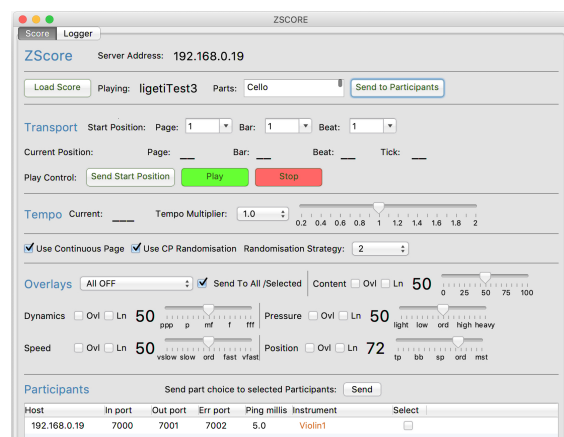 ZSCORE
Score Logger
ZScore Server Address: 192.168.0.19
Load Score Playing: ligetiTest3 Parts: Cello Send to Participants
Transport Start Position: Page: 1 Bar: 1 Beat: 1
Current Position: Page: __ Bar: __ Beat: __ Tick: __
Play Control: Send Start Position Play Stop
Tempo Current: ___ Tempo Multiplier: 1.0
0.2 0.4 0.6 0.8 1 1.2 1.4 1.6 1.8 2
Use Continuous Page Use CP Randomisation Randomisation Strategy: 2
Overlays All OFF Send To All /Selected Content Ovl Ln 50
0 25 50 75 100
Dynamics Ovl Ln 50 Pressure Ovl Ln 50
ppp p mf f fff light low ord high heavy
Speed Ovl Ln 50 Position Ovl Ln 72
vslow slow ord fast vfast tp bb sp ord mst
Participants Send part choice to selected Participants: Send
Host In port Out port Err port Ping millis Instrument Select
192.168.0.19 7000 7001 7002 5.0 Violin1